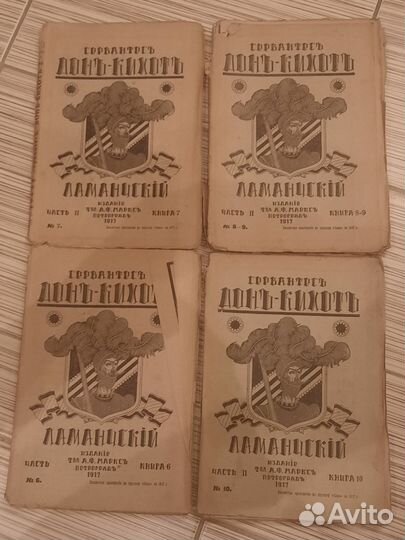 СЕРВАНТЕСЪ
ДОНЪ-КИХОТЪ
ЛАМАНЧСКІЙ
ЧАСТЬ II
ИЗДАНІЕ
Т-ВА А.Ф. МАРКСЪ
ПЕТРОГРАДЪ
1917
КНИГА 7
№ 7.
СЕРВАНТЕСЪ
ДОНЪ-КИХОТЪ
ЛАМАНЧСКІЙ
ЧАСТЬ II
ИЗДАНІЕ
Т-ВА А.Ф. МАРКСЪ
ПЕТРОГРАДЪ
1917
КНИГА 8-9
№ 8-9.
СЕРВАНТЕСЪ
ДОНЪ-КИХОТ
ЛАМАНЧСКІЙ
ЧАСТЬ
ИЗДАНІЕ
Т-ВА А.Ф. МАРКСЪ
ПЕТРОГРАДЪ
1917
КНИГА 6
№ 6.
СЕРВАНТЕСЪ
ДОНЪ-КИХОТЪ
ЛАМАНЧСКІЙ
ЧАСТЬ II
ИЗДАНІЕ
Т-ВА А.Ф. МАРКСЪ
ПЕТРОГРАДЪ
1917
КНИГА 10
№ 10.
Avito